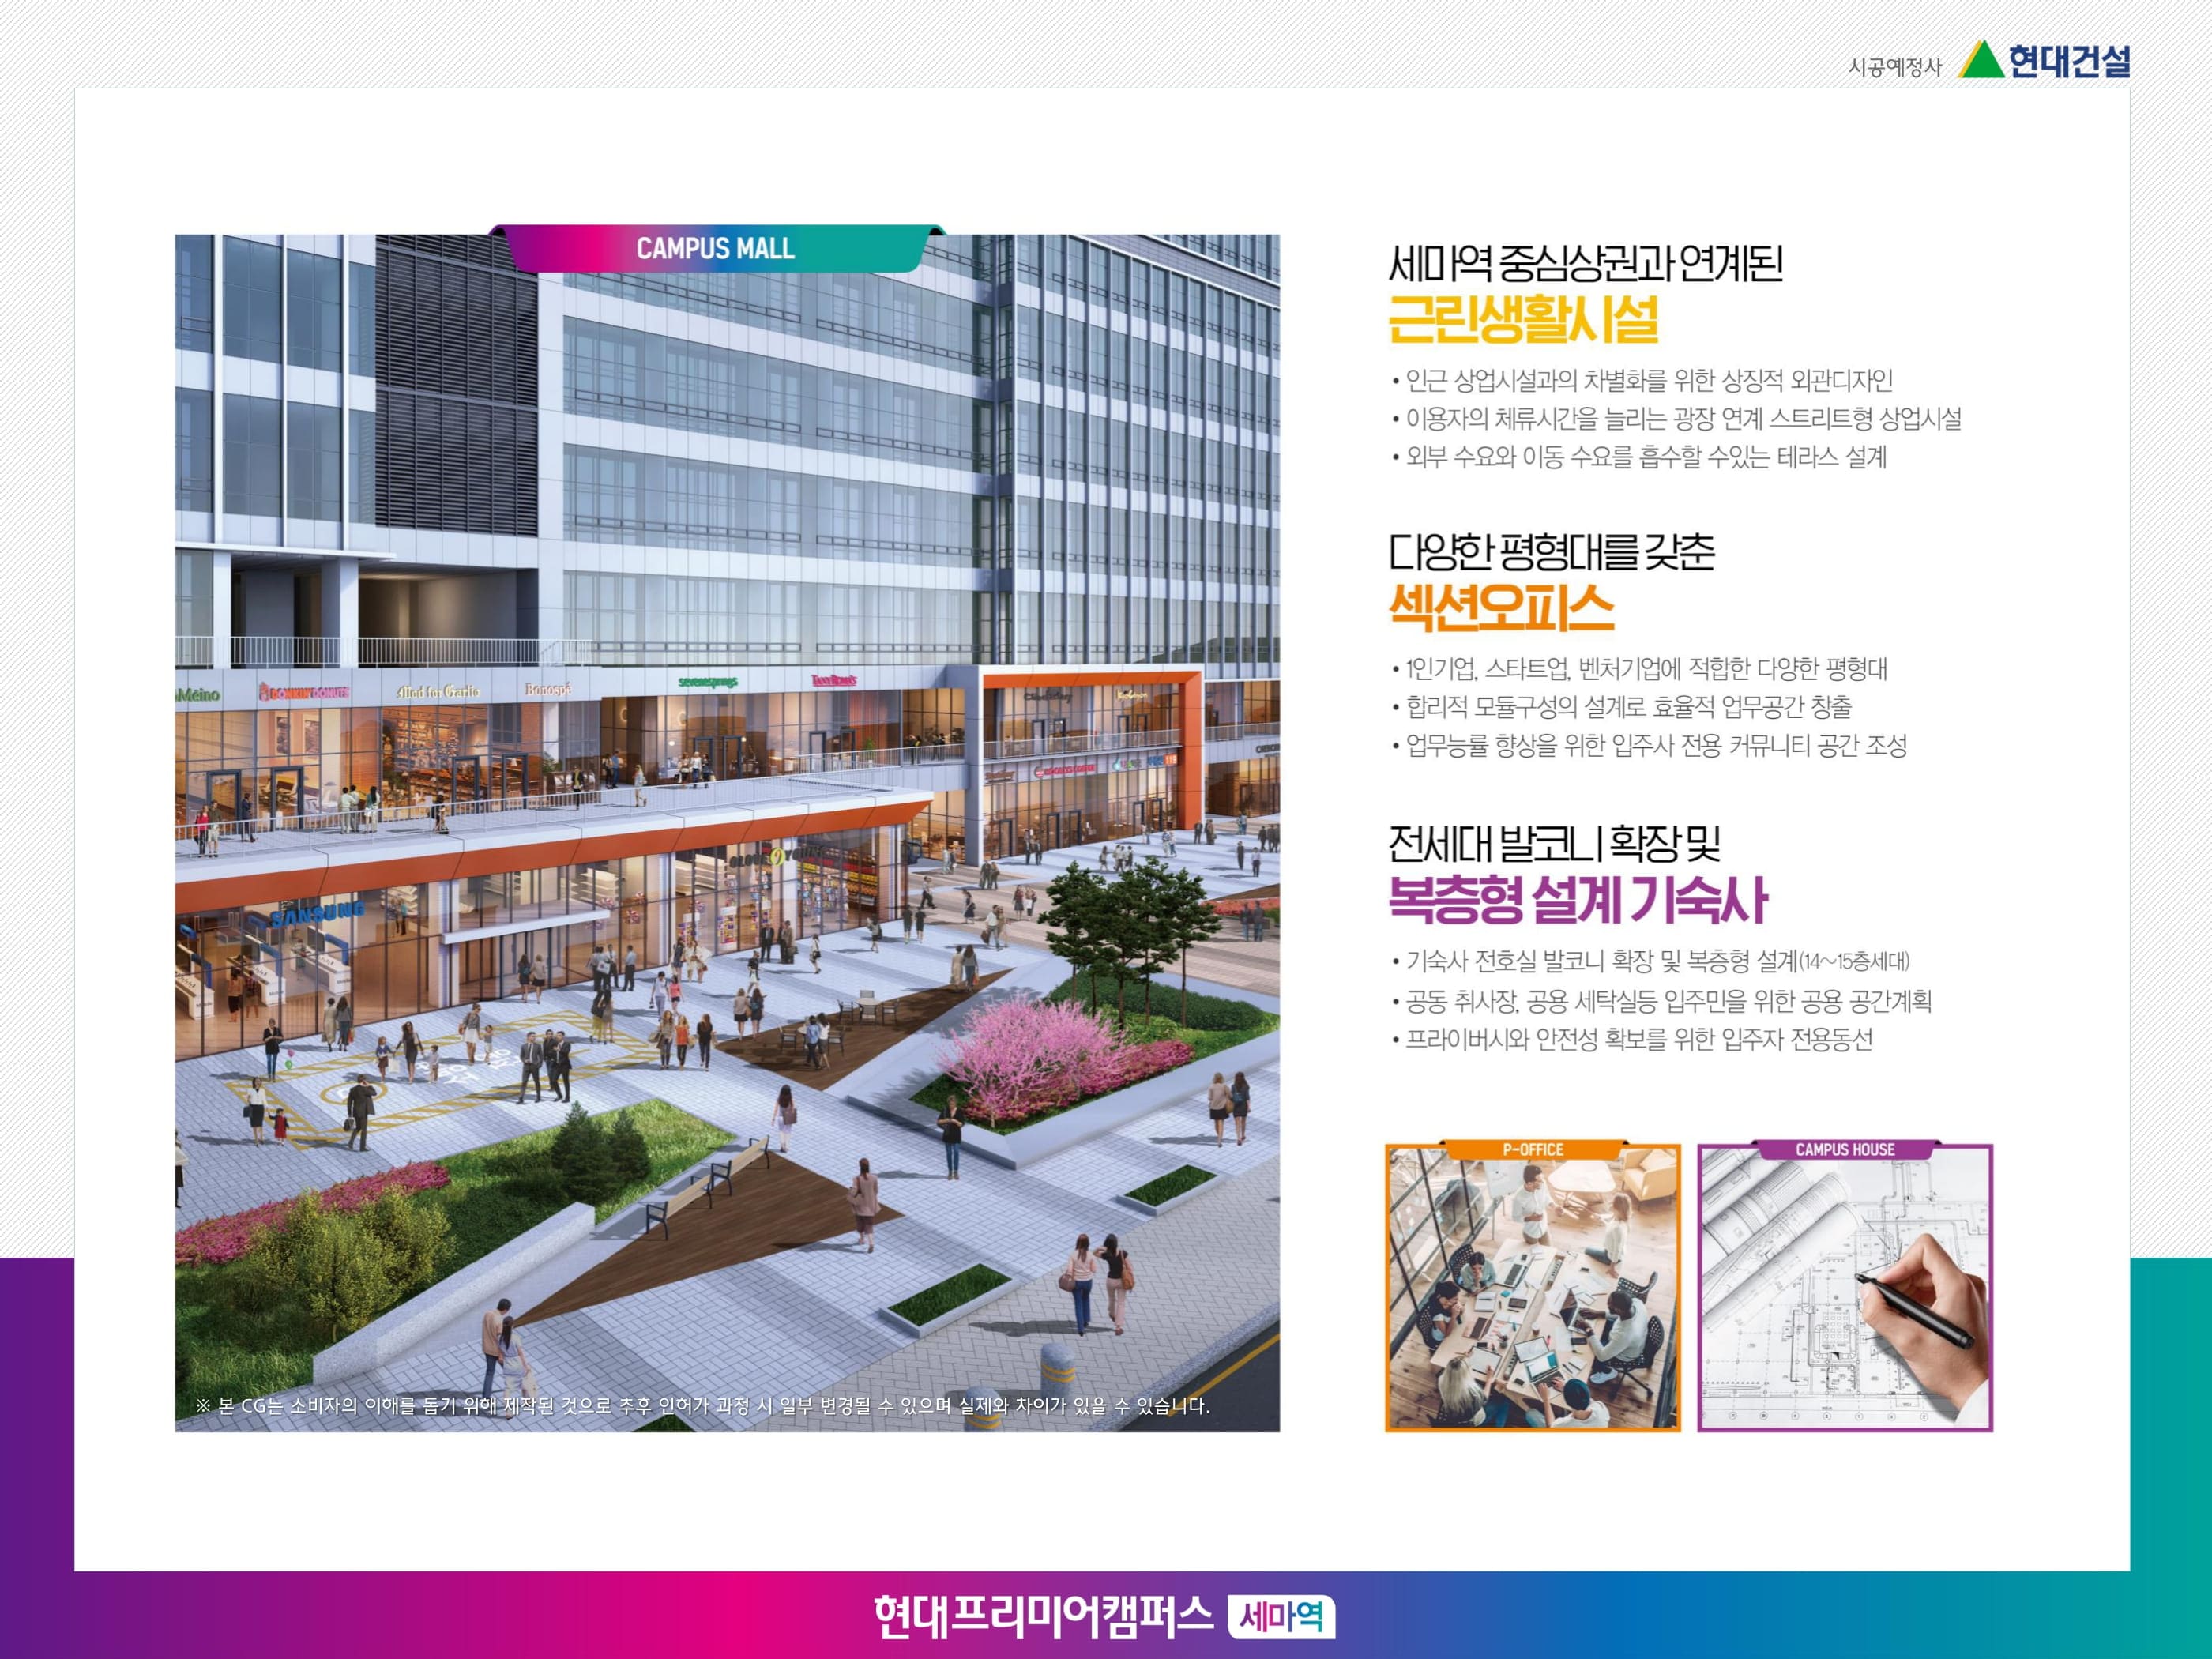 시공예정사 현대건설
CAMPUS MALL
Méino
DUNKIN DONUTS
Mad for Garlic
Bonespé
sevensprings
TONY ROMA'S
SAMSUNG
OLIVE YOUNG
※ 본 CG는 소비자의 이해를 돕기 위해 제작된 것으로 추후 인허가 과정 시 일부 변경될 수 있으며 실제와 차이가 있을 수 있습니다.
세마역 중심상권과 연계된
근린생활시설
• 인근 상업시설과의 차별화를 위한 상징적 외관디자인
• 이용자의 체류시간을 늘리는 광장 연계 스트리트형 상업시설
• 외부 수요와 이동 수요를 흡수할 수있는 테라스 설계
다양한 평형대를 갖춘
섹션오피스
• 1인기업, 스타트업, 벤처기업에 적합한 다양한 평형대
• 합리적 모듈구성의 설계로 효율적 업무공간 창출
• 업무능률 향상을 위한 입주사 전용 커뮤니티 공간 조성
전세대 발코니 확장 및
복층형 설계 기숙사
• 기숙사 전호실 발코니 확장 및 복층형 설계(14~15층세대)
• 공동 취사장, 공용 세탁실등 입주민을 위한 공용 공간계획
• 프라이버시와 안전성 확보를 위한 입주자 전용동선
P-OFFICE
CAMPUS HOUSE
현대프리미어캠퍼스 세마역